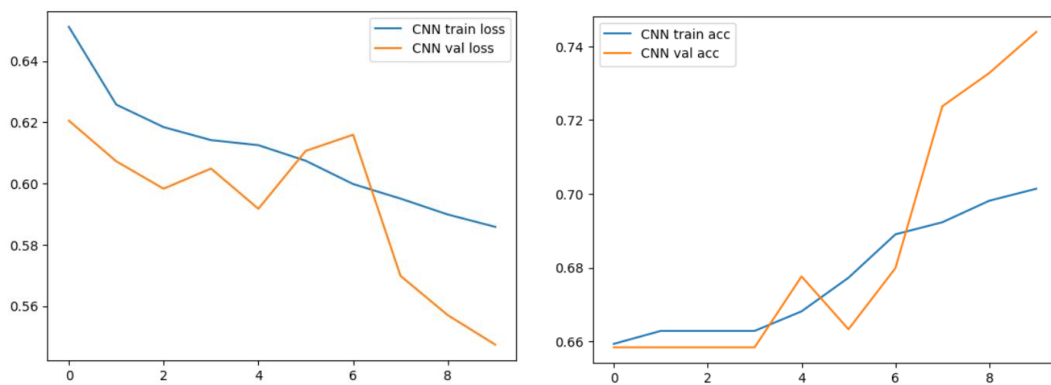 CNN train loss
CNN val loss
0.64
0.62
0.60
0.58
0.56
0 2 4 6 8
CNN train acc
CNN val acc
0.74
0.72
0.70
0.68
0.66
0 2 4 6 8